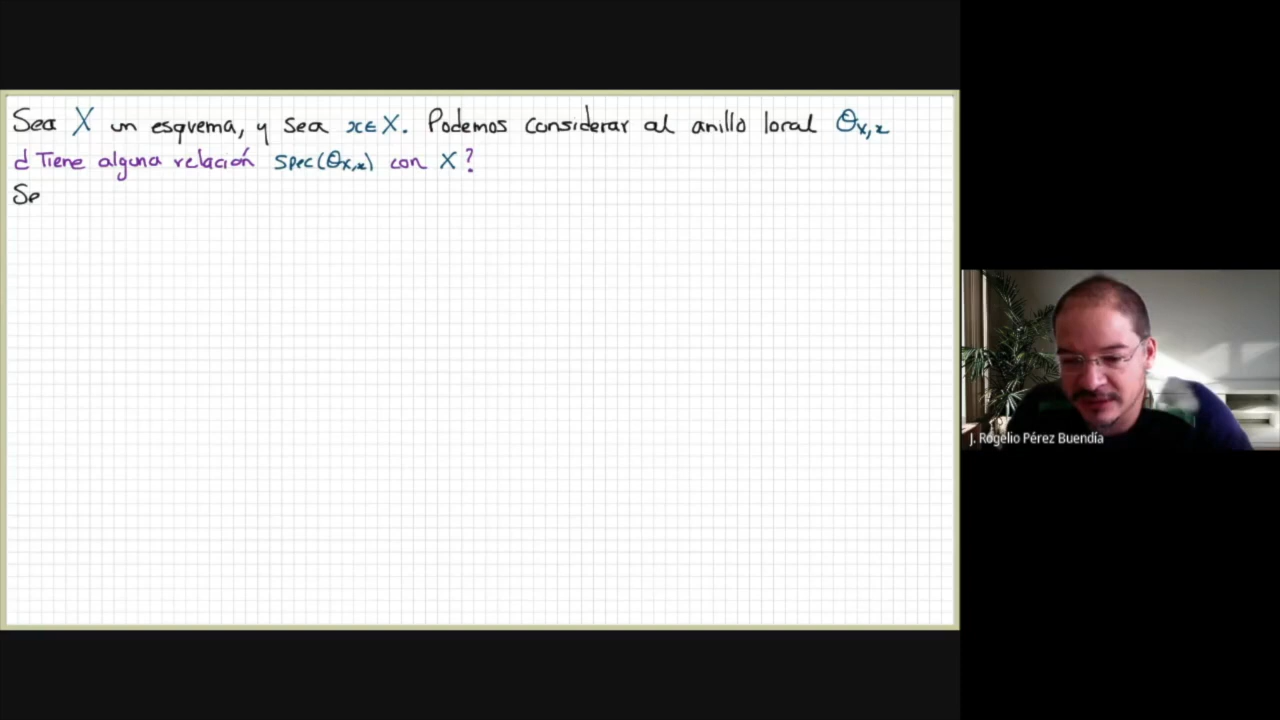 Sea X un esquema, y sea x∈X. Podemos considerar al anillo local 𝒪_{X,x}
¿Tiene alguna relación spec(𝒪_{X,x}) con X?
Se
J. Rogelio Pérez Buendía